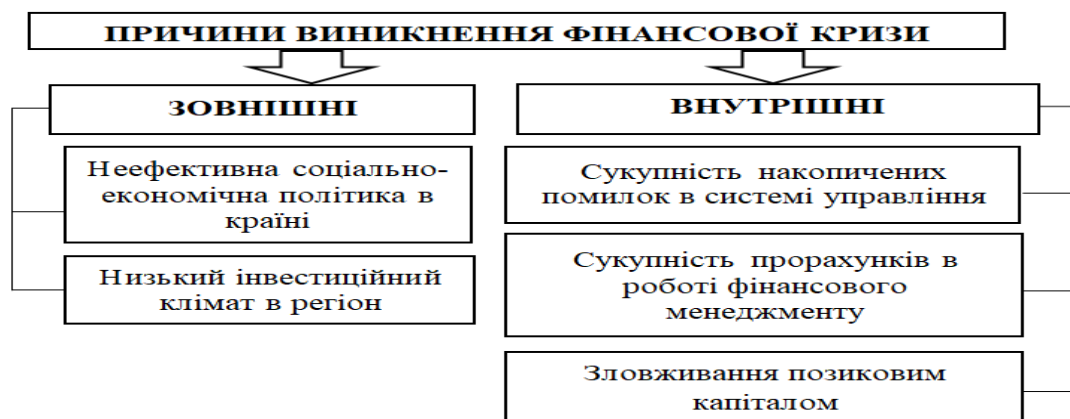 ПРИЧИНИ ВИНИКНЕННЯ ФІНАНСОВОЇ КРИЗИ
ЗОВНІШНІ
Неефективна соціально-
економічна політика в
країні
Низький інвестиційний
клімат в регіон
ВНУТРІШНІ
Сукупність накопичених
помилок в системі управління
Сукупність прорахунків в
роботі фінансового
менеджменту
Зловживання позиковим
капіталом